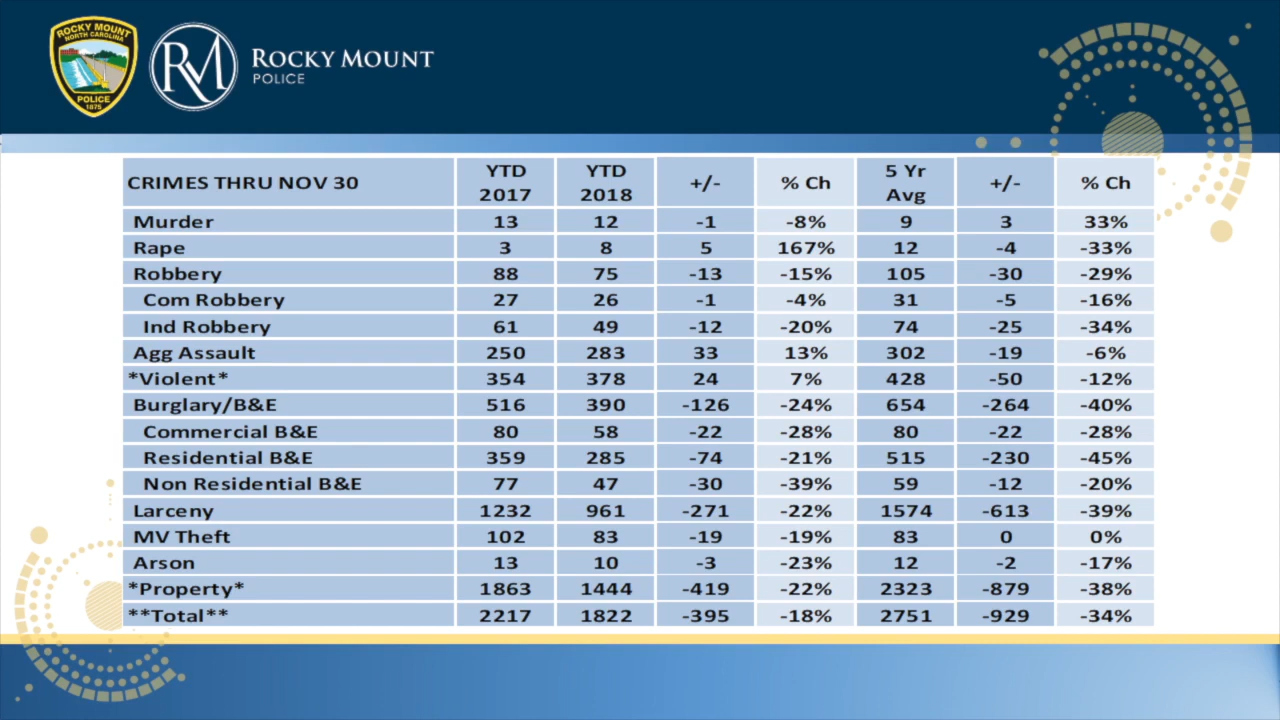 ROCKY MOUNT
NORTH CAROLINA
POLICE
1875
RM
ROCKY MOUNT
POLICE
CRIMES THRU NOV 30 YTD 2017 YTD 2018 +/- % Ch 5 Yr Avg +/- % Ch
Murder 13 12 -1 -8% 9 3 33%
Rape 3 8 5 167% 12 -4 -33%
Robbery 88 75 -13 -15% 105 -30 -29%
Com Robbery 27 26 -1 -4% 31 -5 -16%
Ind Robbery 61 49 -12 -20% 74 -25 -34%
Agg Assault 250 283 33 13% 302 -19 -6%
*Violent* 354 378 24 7% 428 -50 -12%
Burglary/B&E 516 390 -126 -24% 654 -264 -40%
Commercial B&E 80 58 -22 -28% 80 -22 -28%
Residential B&E 359 285 -74 -21% 515 -230 -45%
Non Residential B&E 77 47 -30 -39% 59 -12 -20%
Larceny 1232 961 -271 -22% 1574 -613 -39%
MV Theft 102 83 -19 -19% 83 0 0%
Arson 13 10 -3 -23% 12 -2 -17%
*Property* 1863 1444 -419 -22% 2323 -879 -38%
**Total** 2217 1822 -395 -18% 2751 -929 -34%